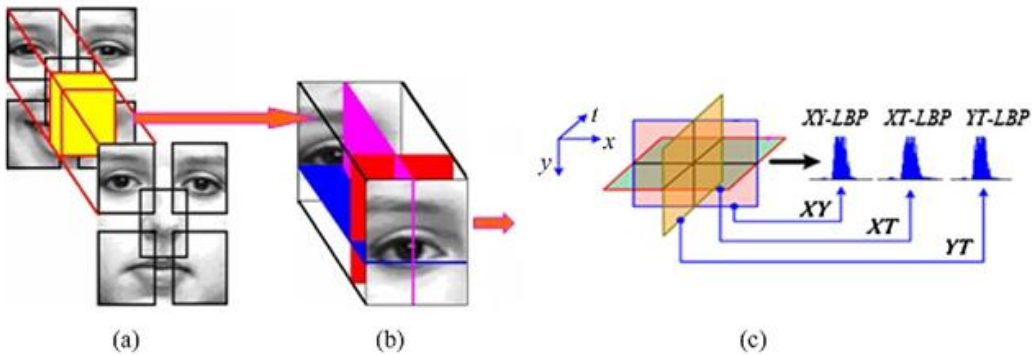 t
x
y
XY-LBP XT-LBP YT-LBP
XY
XT
YT
(a) (b) (c)